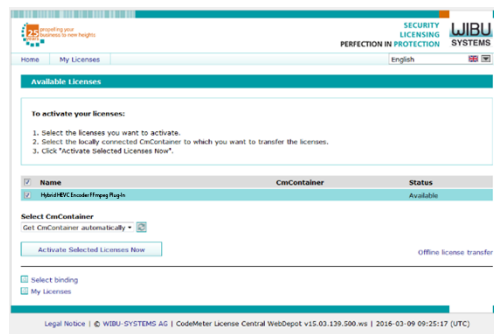 25 propelling your
business to new heights
SECURITY
LICENSING
PERFECTION IN PROTECTION
WIBU
SYSTEMS
Home My Licenses English
Available Licenses
To activate your licenses:
1. Select the licenses you want to activate.
2. Select the locally connected CmContainer to which you want to transfer the licenses.
3. Click "Activate Selected Licenses Now".
Name CmContainer Status
Hybrid HEVC Encoder FFmpeg Plug-In Available
Select CmContainer
Get CmContainer automatically
Activate Selected Licenses Now Offline license transfer
Select binding
My Licenses
Legal Notice | © WIBU-SYSTEMS AG | CodeMeter License Central WebDepot v15.03.139.500.ws | 2016-03-09 09:25:17 (UTC)